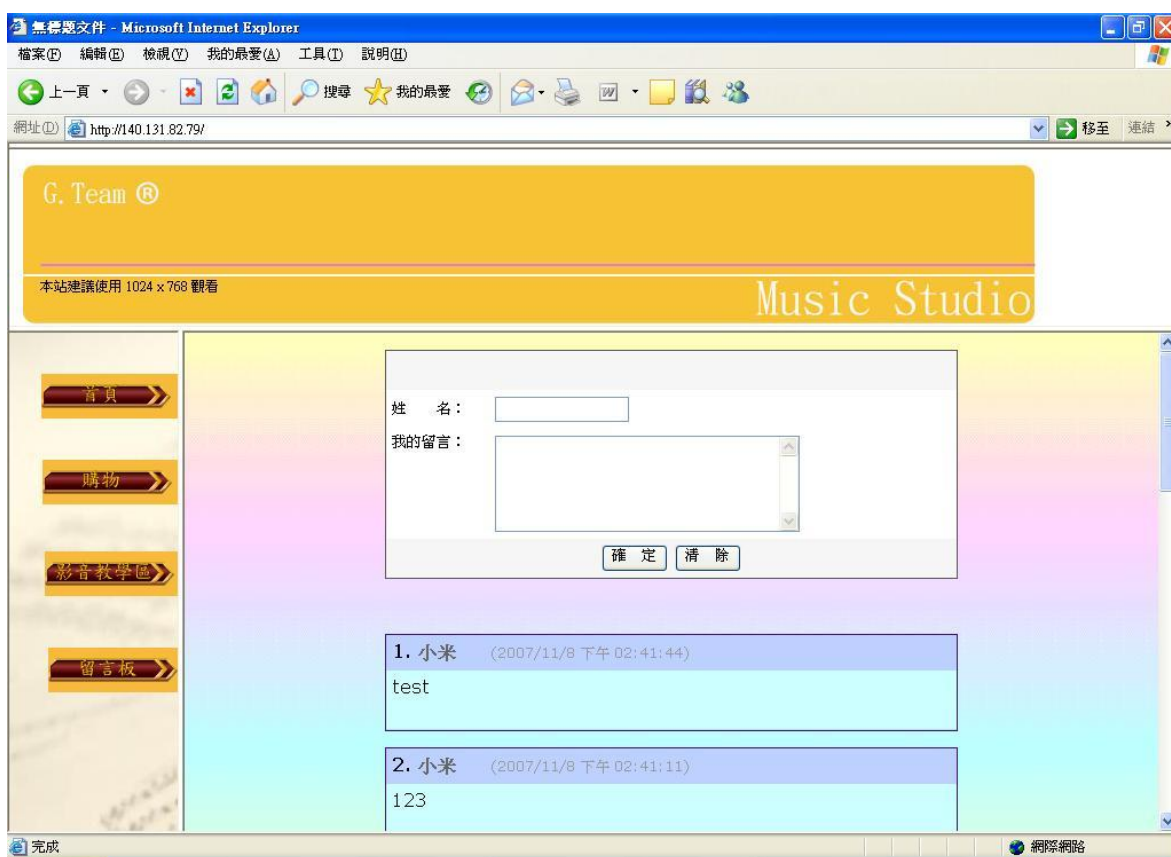 無標題文件 - Microsoft Internet Explorer
檔案(F) 編輯(E) 檢視(V) 我的最愛(A) 工具(T) 說明(H)
上一頁 搜尋 我的最愛
網址(D) http://140.131.82.79/ 移至 連結
G.Team ®
本站建議使用 1024 x 768 觀看
Music Studio
首頁
購物
影音教學區
留言板
姓 名：
我的留言：
確 定 清 除
1. 小米 (2007/11/8 下午 02:41:44)
test
2. 小米 (2007/11/8 下午 02:41:11)
123
完成 網際網路